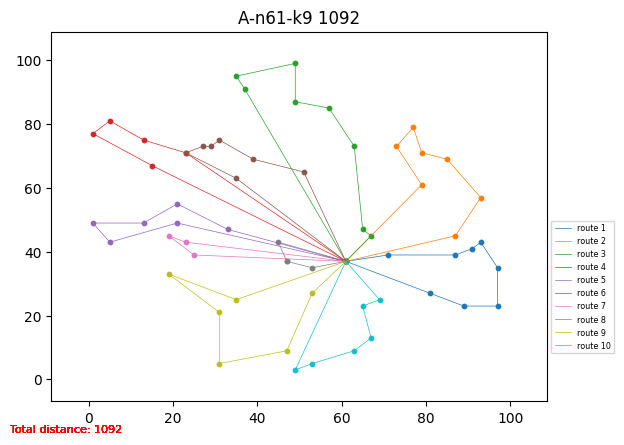 A-n61-k9 1092
100
80
60
40
20
0
0 20 40 60 80 100
route 1
route 2
route 3
route 4
route 5
route 6
route 7
route 8
route 9
route 10
Total distance: 1092